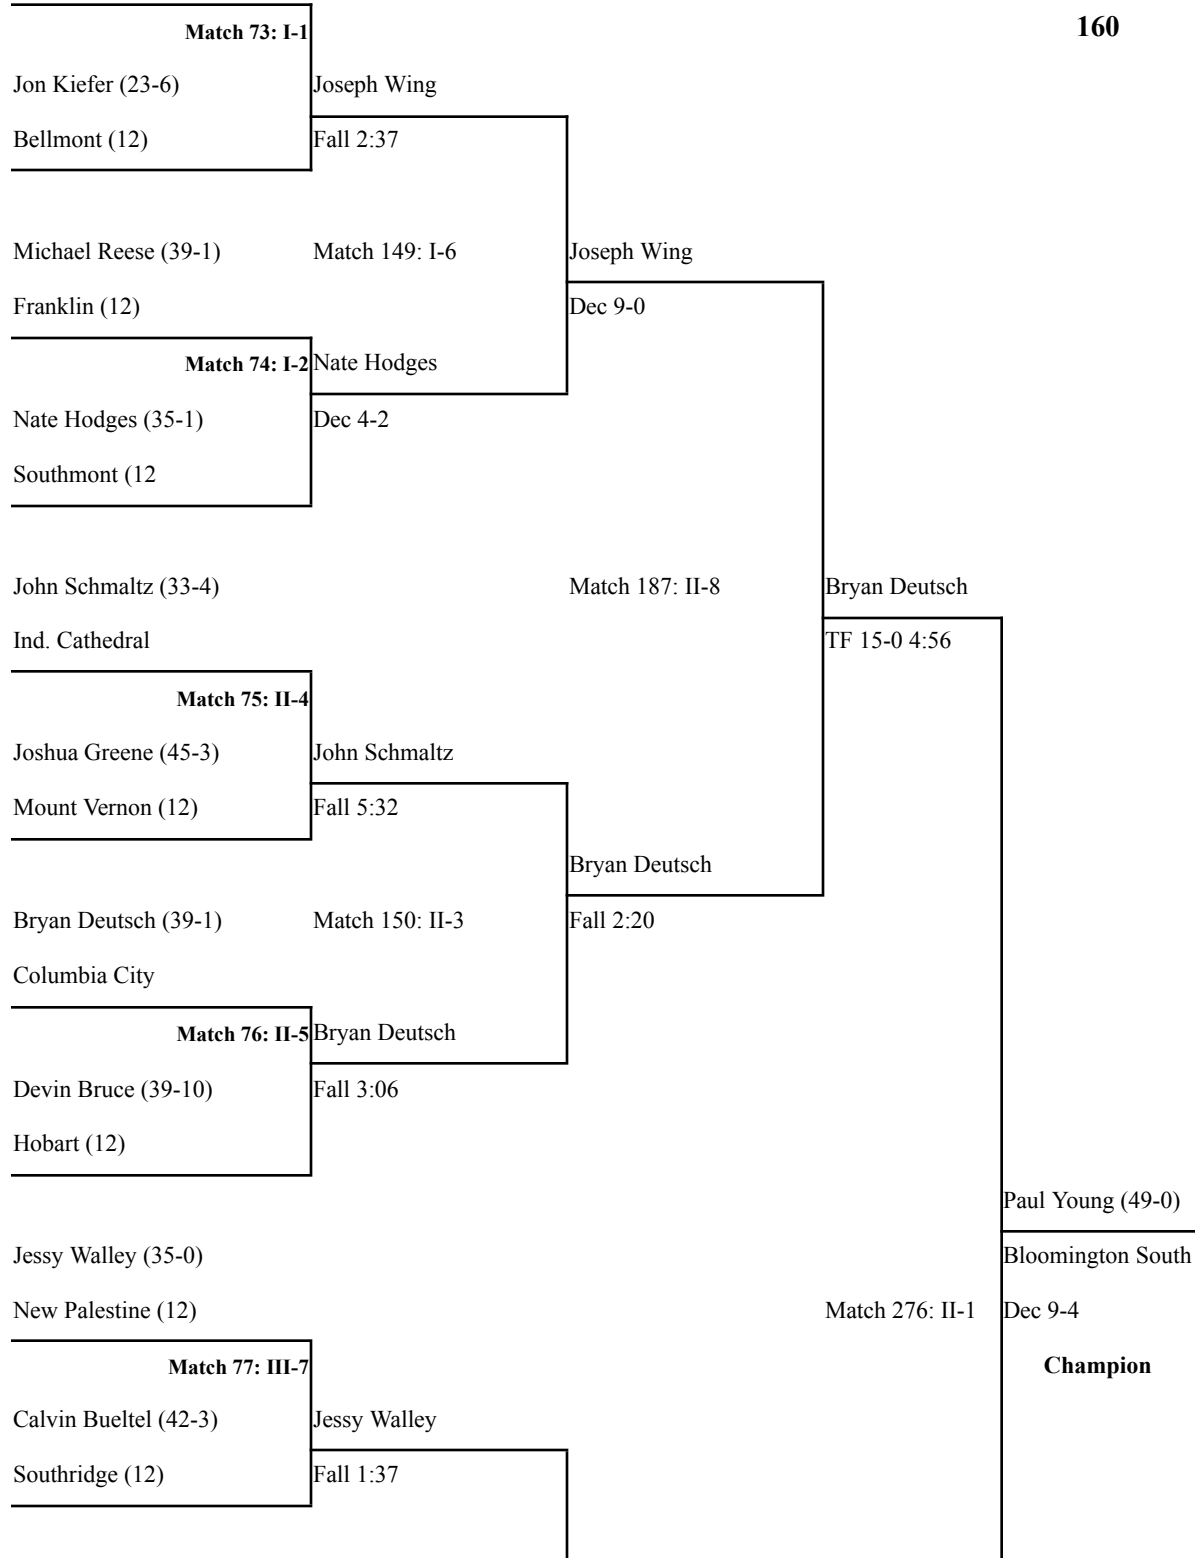 160
Match 73: I-1
Jon Kiefer (23-6) Joseph Wing
Bellmont (12) Fall 2:37
Michael Reese (39-1) Match 149: I-6 Joseph Wing
Franklin (12) Dec 9-0
Match 74: I-2 Nate Hodges
Nate Hodges (35-1) Dec 4-2
Southmont (12
John Schmaltz (33-4) Match 187: II-8 Bryan Deutsch
Ind. Cathedral TF 15-0 4:56
Match 75: II-4
Joshua Greene (45-3) John Schmaltz
Mount Vernon (12) Fall 5:32
Bryan Deutsch
Bryan Deutsch (39-1) Match 150: II-3 Fall 2:20
Columbia City
Match 76: II-5 Bryan Deutsch
Devin Bruce (39-10) Fall 3:06
Hobart (12)
Paul Young (49-0)
Jessy Walley (35-0) Bloomington South
New Palestine (12) Match 276: II-1 Dec 9-4
Match 77: III-7 Champion
Calvin Bueltel (42-3) Jessy Walley
Southridge (12) Fall 1:37